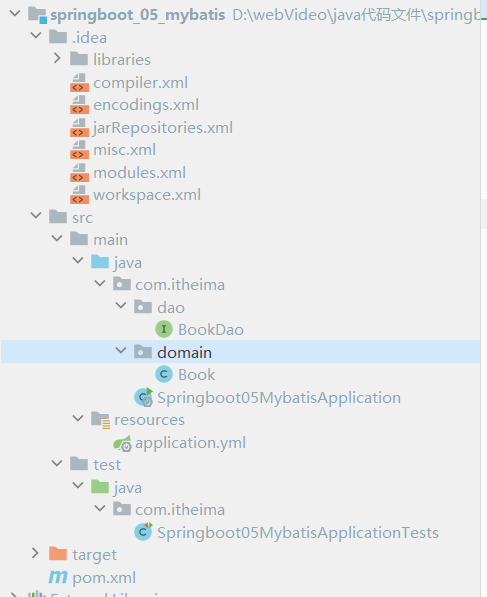 springboot_05_mybatis D:\webVideo\java代码文件\springb
.idea
libraries
compiler.xml
encodings.xml
jarRepositories.xml
misc.xml
modules.xml
workspace.xml
src
main
java
com.itheima
dao
I BookDao
domain
C Book
Springboot05MybatisApplication
resources
application.yml
test
java
com.itheima
Springboot05MybatisApplicationTests
target
m pom.xml